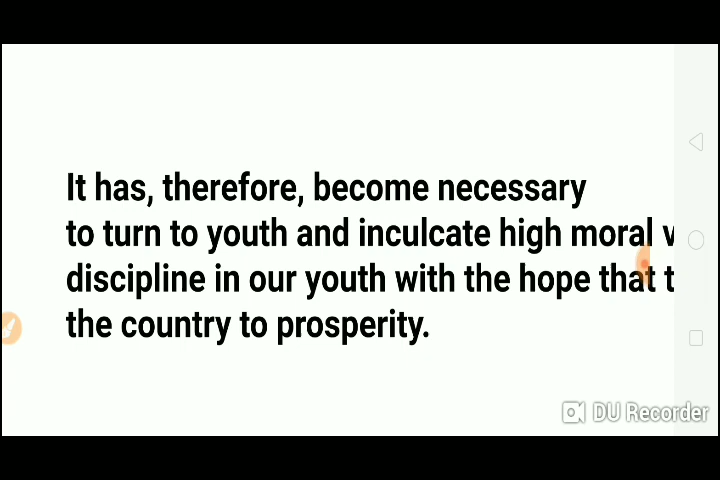 It has, therefore, become necessary
to turn to youth and inculcate high moral
discipline in our youth with the hope that
the country to prosperity.
DU Recorder